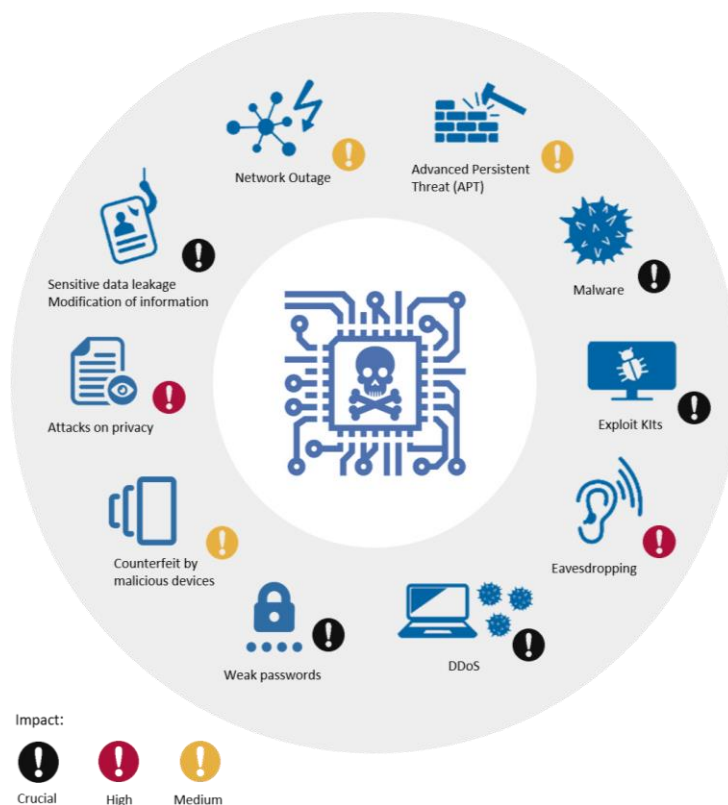 Network Outage
Advanced Persistent
Threat (APT)
Sensitive data leakage
Modification of information
Malware
Attacks on privacy
Exploit KIts
Counterfeit by
malicious devices
Eavesdropping
Weak passwords
DDoS
Impact:
Crucial
High
Medium